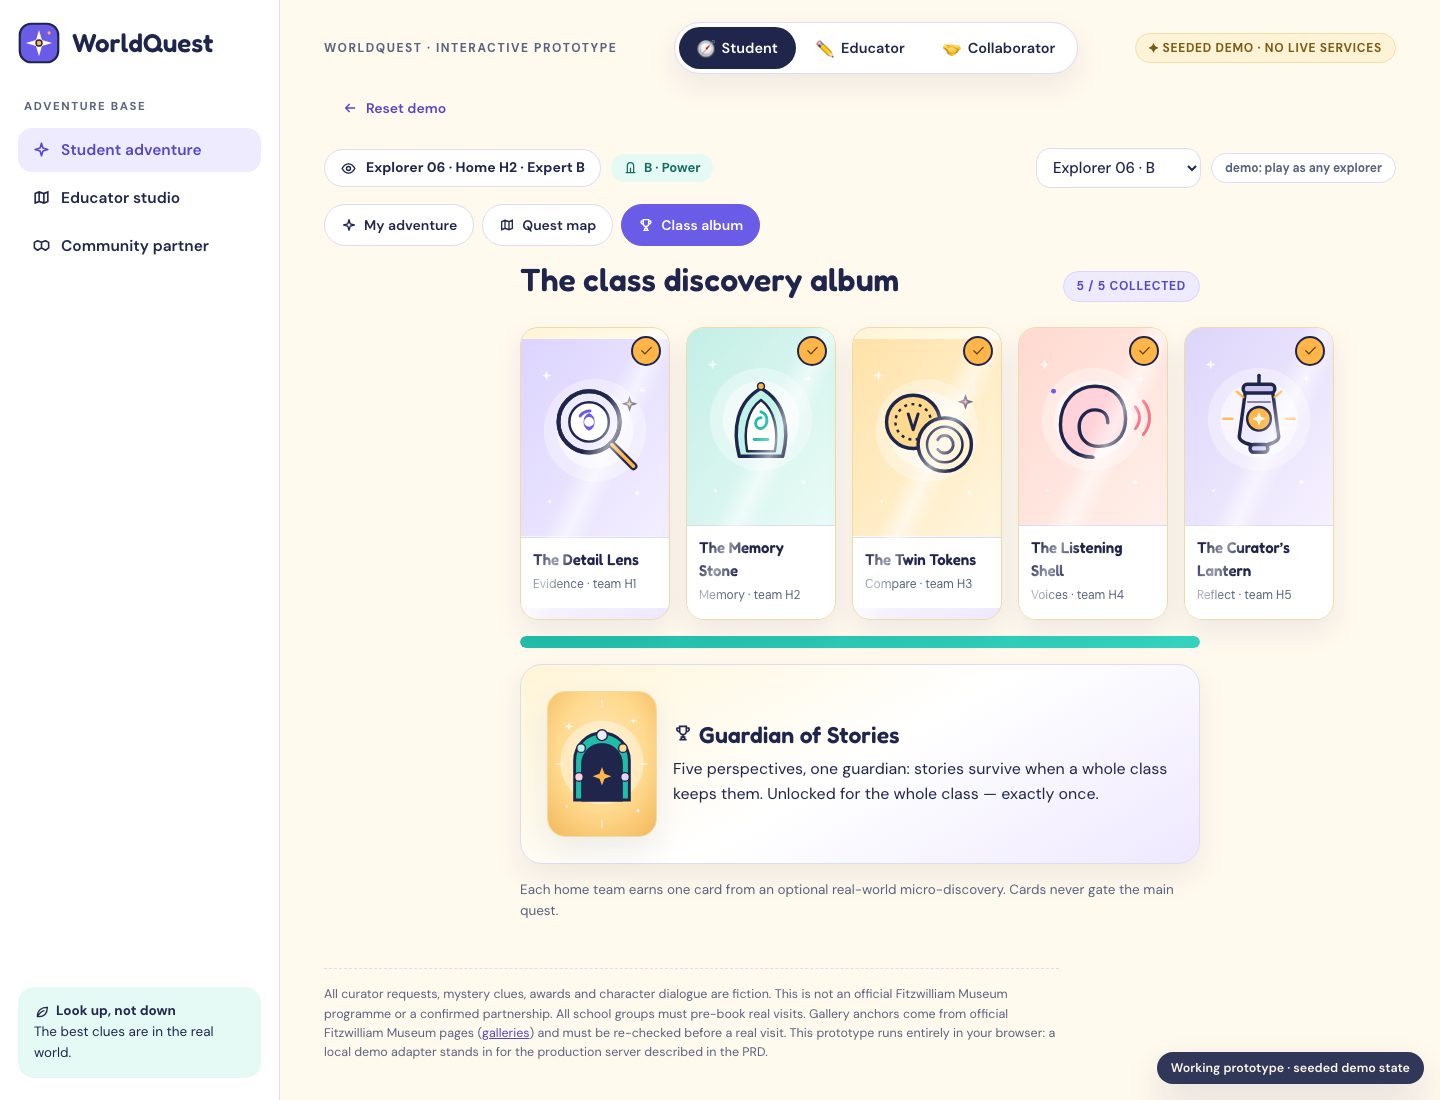 WorldQuest
ADVENTURE BASE
Student adventure
Educator studio
Community partner
Look up, not down
The best clues are in the real
world.
WORLDQUEST · INTERACTIVE PROTOTYPE
Student
Educator
Collaborator
✦ SEEDED DEMO · NO LIVE SERVICES
← Reset demo
Explorer 06 · Home H2 · Expert B
B · Power
Explorer 06 · B
demo: play as any explorer
My adventure
Quest map
Class album
The class discovery album
5 / 5 COLLECTED
The Detail Lens
Evidence · team H1
The Memory
Stone
Memory · team H2
The Twin Tokens
Compare · team H3
The Listening
Shell
Voices · team H4
The Curator’s
Lantern
Reflect · team H5
Guardian of Stories
Five perspectives, one guardian: stories survive when a whole class
keeps them. Unlocked for the whole class — exactly once.
Each home team earns one card from an optional real-world micro-discovery. Cards never gate the main
quest.
All curator requests, mystery clues, awards and character dialogue are fiction. This is not an official Fitzwilliam Museum
programme or a confirmed partnership. All school groups must pre-book real visits. Gallery anchors come from official
Fitzwilliam Museum pages (galleries) and must be re-checked before a real visit. This prototype runs entirely in your browser: a
local demo adapter stands in for the production server described in the PRD.
Working prototype · seeded demo state